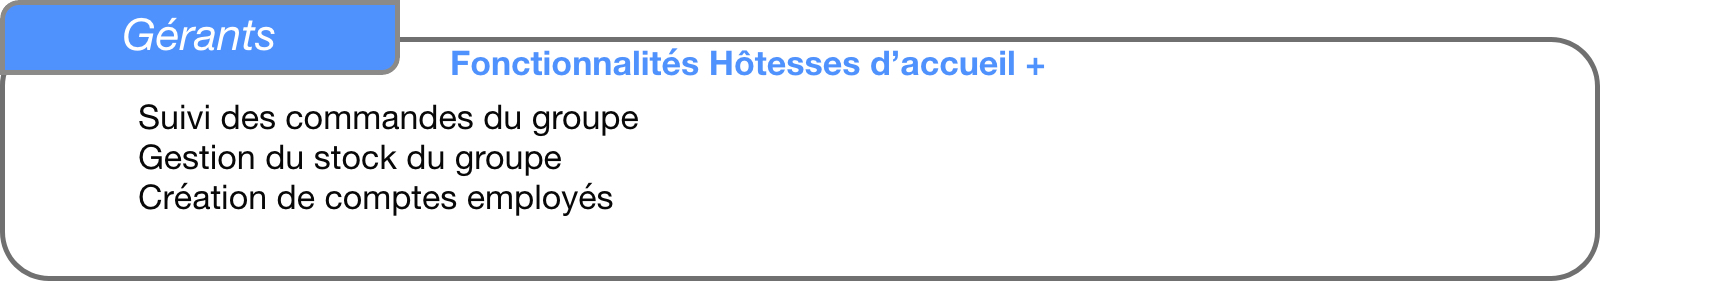 Gérants
Fonctionnalités Hôtesses d’accueil +
Suivi des commandes du groupe
Gestion du stock du groupe
Création de comptes employés